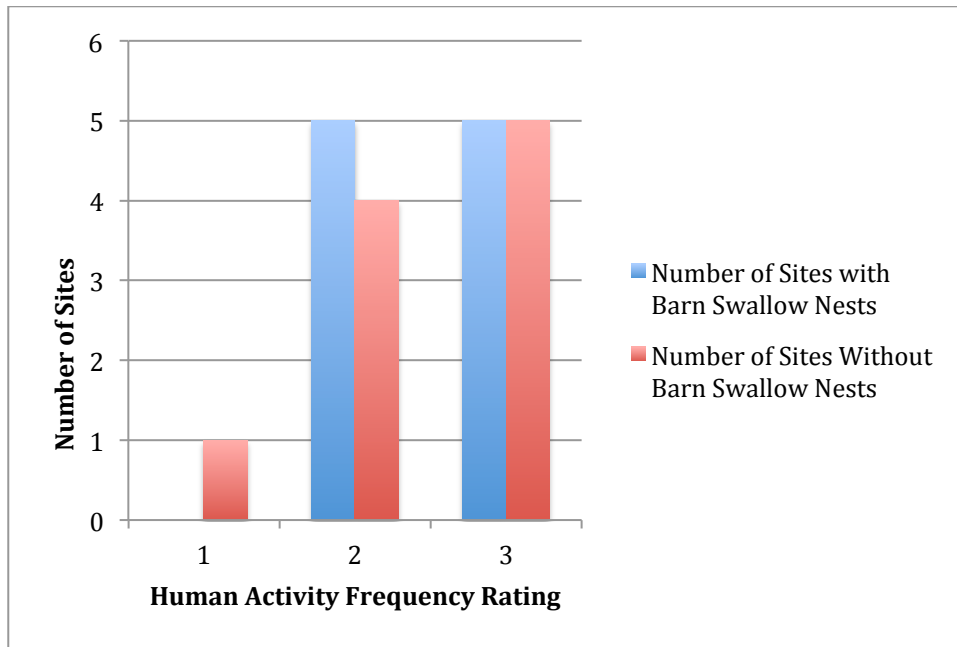 6
5
4
3
2
1
0
Number of Sites
1
2
3
Human Activity Frequency Rating
Number of Sites with
Barn Swallow Nests
Number of Sites Without
Barn Swallow Nests